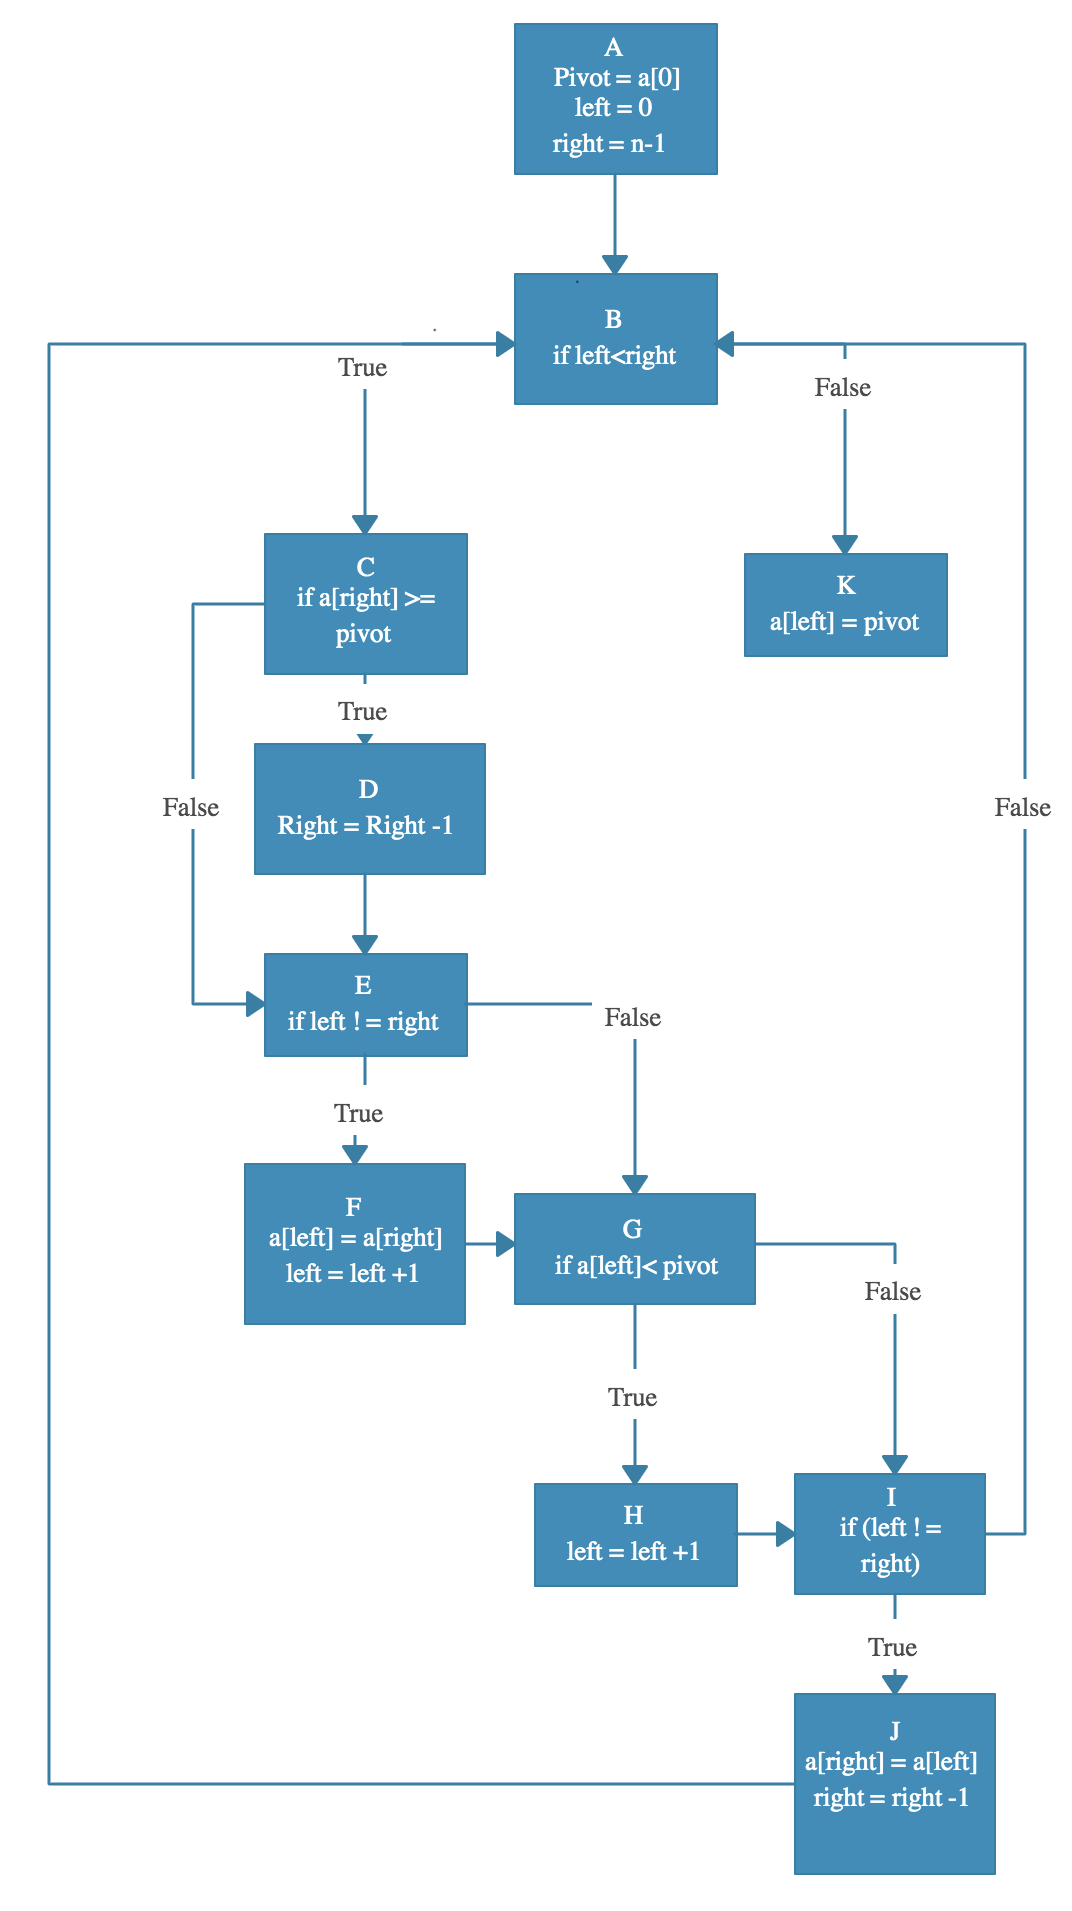 A
Pivot = a[0]
left = 0
right = n-1
B
if left<right
True
False
C
if a[right] >=
pivot
K
a[left] = pivot
True
D
Right = Right -1
False
False
E
if left != right
False
True
F
a[left] = a[right]
left = left +1
G
if a[left]< pivot
False
True
H
left = left +1
I
if (left !=
right)
True
J
a[right] = a[left]
right = right -1